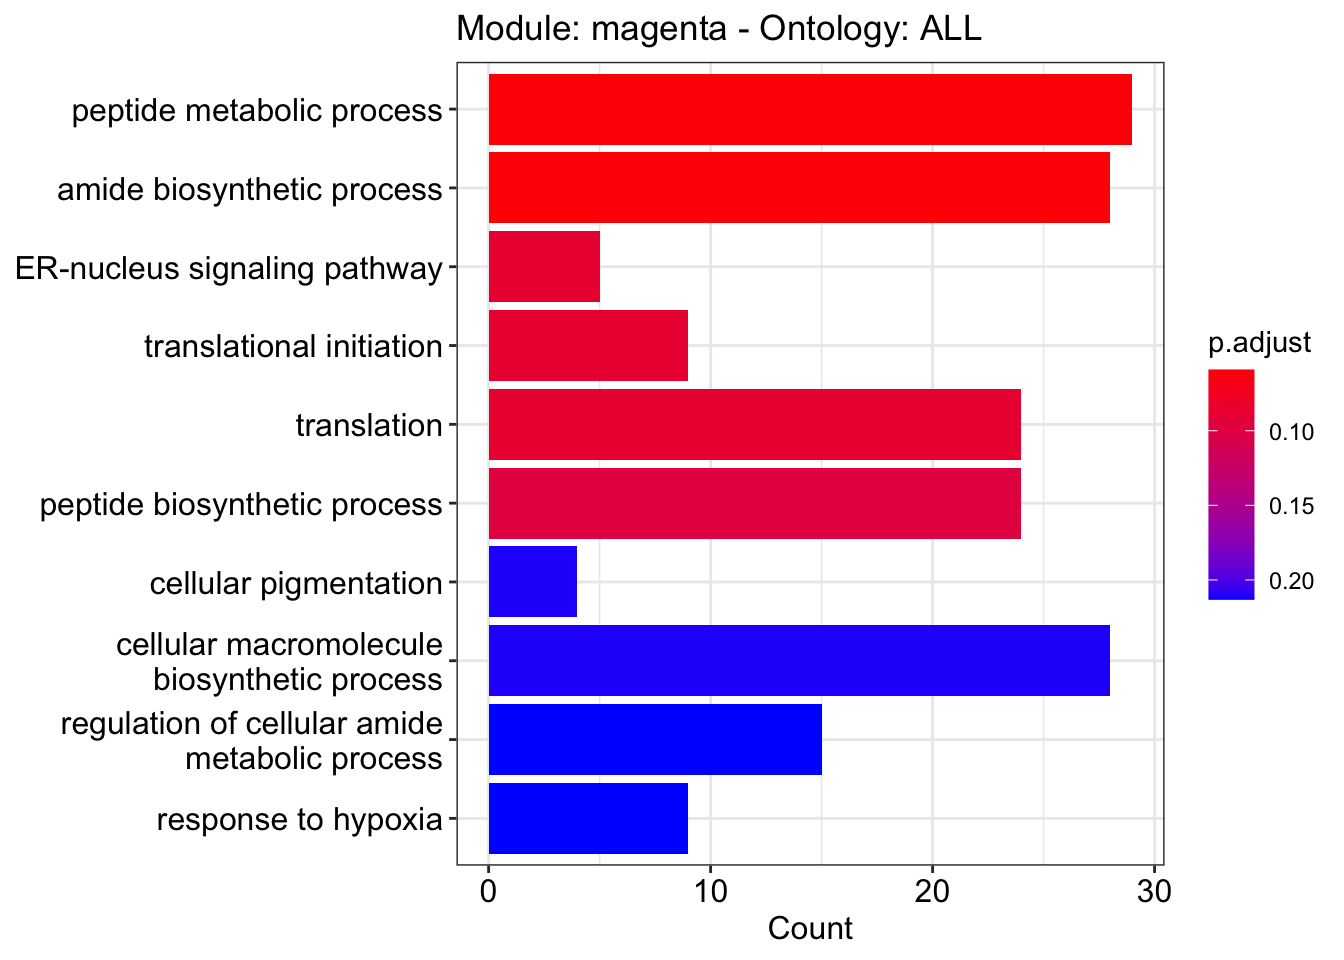 Module: magenta - Ontology: ALL
peptide metabolic process
amide biosynthetic process
ER-nucleus signaling pathway
translational initiation
translation
peptide biosynthetic process
cellular pigmentation
cellular macromolecule
biosynthetic process
regulation of cellular amide
metabolic process
response to hypoxia
0 10 20 30
Count
p.adjust
0.10
0.15
0.20